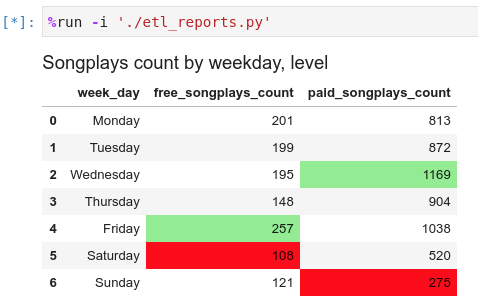 [*]: %run -i './etl_reports.py'
Songplays count by weekday, level
week_day free_songplays_count paid_songplays_count
0 Monday 201 813
1 Tuesday 199 872
2 Wednesday 195 1169
3 Thursday 148 904
4 Friday 257 1038
5 Saturday 108 520
6 Sunday 121 275